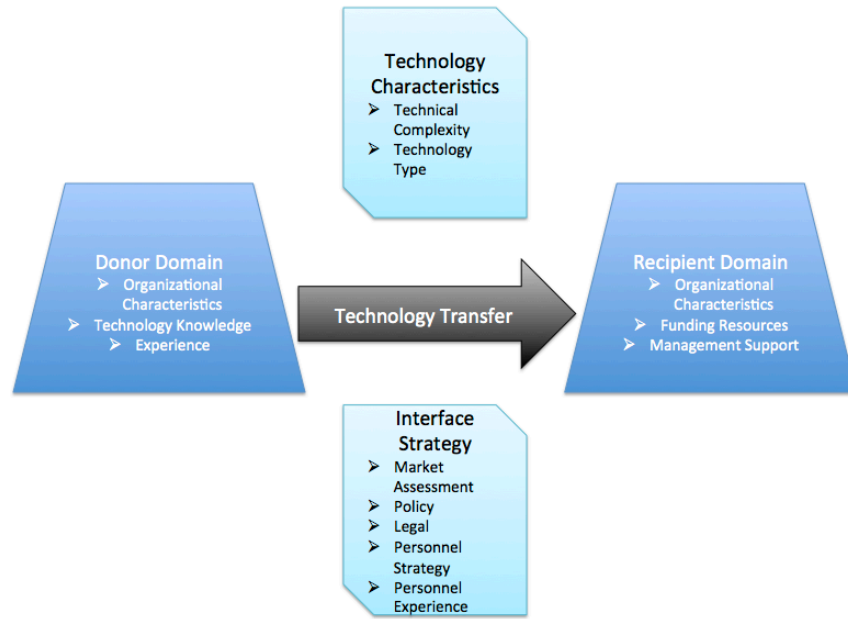 Technology
Characteristics
➢ Technical
Complexity
➢ Technology
Type
Donor Domain
➢ Organizational
Characteristics
➢ Technology Knowledge
➢ Experience
Technology Transfer
Recipient Domain
➢ Organizational
Characteristics
➢ Funding Resources
➢ Management Support
Interface
Strategy
➢ Market
Assessment
➢ Policy
➢ Legal
➢ Personnel
Strategy
➢ Personnel
Experience